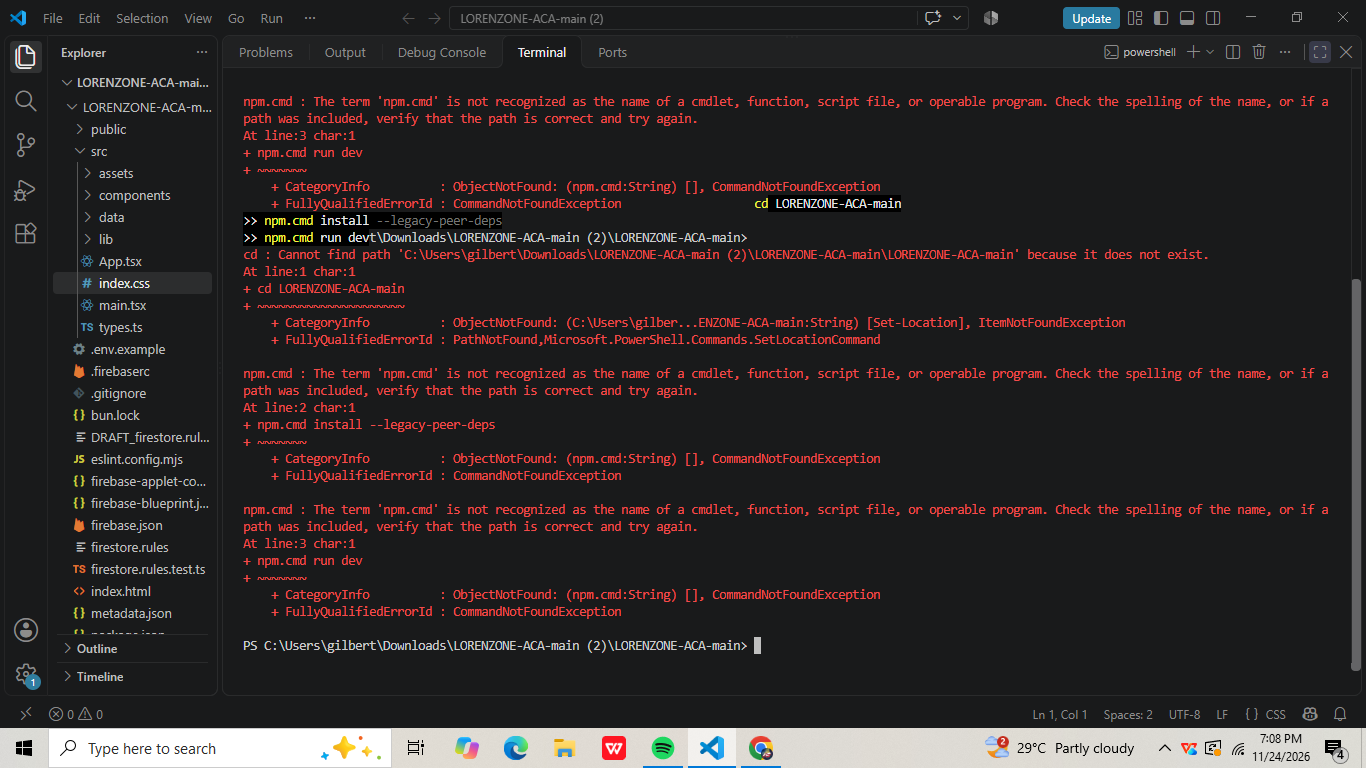 File Edit Selection View Go Run ···
LORENZONE-ACA-main (2)
Update
Explorer
LORENZONE-ACA-mai...
LORENZONE-ACA-m...
public
src
assets
components
data
lib
App.tsx
# index.css
main.tsx
TS types.ts
.env.example
.firebaserc
.gitignore
{} bun.lock
DRAFT_firestore.rul...
JS eslint.config.mjs
{} firebase-applet-co...
{} firebase-blueprint.j...
firebase.json
firestore.rules
TS firestore.rules.test.ts
<> index.html
{} metadata.json
{} package.json
Outline
Timeline
1
Problems Output Debug Console Terminal Ports
powershell
npm.cmd : The term 'npm.cmd' is not recognized as the name of a cmdlet, function, script file, or operable program. Check the spelling of the name, or if a
path was included, verify that the path is correct and try again.
At line:3 char:1
+ npm.cmd run dev
+ ~~~~~~~
+ CategoryInfo : ObjectNotFound: (npm.cmd:String) [], CommandNotFoundException
+ FullyQualifiedErrorId : CommandNotFoundException cd LORENZONE-ACA-main
>> npm.cmd install --legacy-peer-deps
>> npm.cmd run devt\Downloads\LORENZONE-ACA-main (2)\LORENZONE-ACA-main>
cd : Cannot find path 'C:\Users\gilbert\Downloads\LORENZONE-ACA-main (2)\LORENZONE-ACA-main\LORENZONE-ACA-main' because it does not exist.
At line:1 char:1
+ cd LORENZONE-ACA-main
+ ~~~~~~~~~~~~~~~~~~~~~
+ CategoryInfo : ObjectNotFound: (C:\Users\gilber...ENZONE-ACA-main:String) [Set-Location], ItemNotFoundException
+ FullyQualifiedErrorId : PathNotFound,Microsoft.PowerShell.Commands.SetLocationCommand
npm.cmd : The term 'npm.cmd' is not recognized as the name of a cmdlet, function, script file, or operable program. Check the spelling of the name, or if a
path was included, verify that the path is correct and try again.
At line:2 char:1
+ npm.cmd install --legacy-peer-deps
+ ~~~~~~~
+ CategoryInfo : ObjectNotFound: (npm.cmd:String) [], CommandNotFoundException
+ FullyQualifiedErrorId : CommandNotFoundException
npm.cmd : The term 'npm.cmd' is not recognized as the name of a cmdlet, function, script file, or operable program. Check the spelling of the name, or if a
path was included, verify that the path is correct and try again.
At line:3 char:1
+ npm.cmd run dev
+ ~~~~~~~
+ CategoryInfo : ObjectNotFound: (npm.cmd:String) [], CommandNotFoundException
+ FullyQualifiedErrorId : CommandNotFoundException
PS C:\Users\gilbert\Downloads\LORENZONE-ACA-main (2)\LORENZONE-ACA-main>
0 0
Ln 1, Col 1 Spaces: 2 UTF-8 LF {} CSS
Type here to search
2
29°C Partly cloudy
7:08 PM
11/24/2026
4